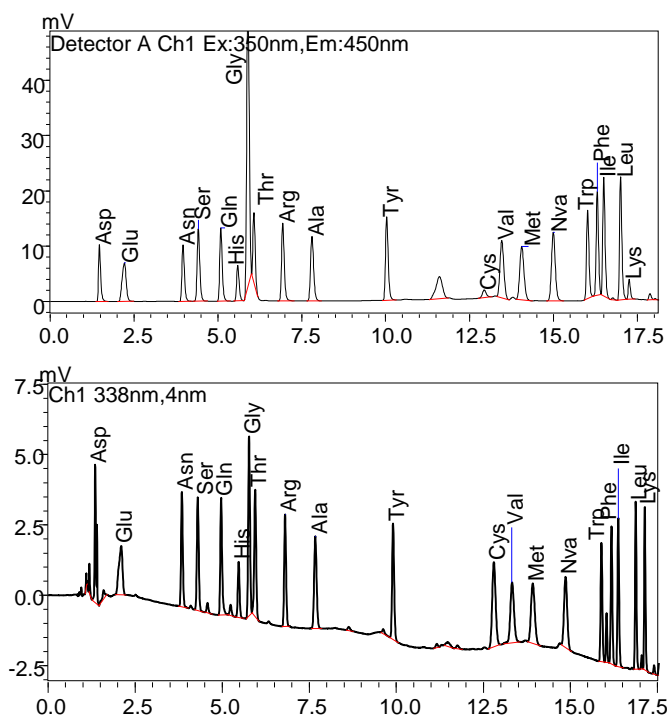 mV
Detector A Ch1 Ex:350nm,Em:450nm
40
30
20
10
0
Asp
Glu
Asn
Ser
Gln
His
Gly
Thr
Arg
Ala
Tyr
Cys
Val
Met
Nva
Trp
Phe
Ile
Leu
Lys
0.0 2.5 5.0 7.5 10.0 12.5 15.0 17.5
mV
7.5
Ch1 338nm,4nm
5.0
2.5
0.0
-2.5
Asp
Glu
Asn
Ser
Gln
His
Gly
Thr
Arg
Ala
Tyr
Cys
Val
Met
Nva
Trp
Phe
Ile
Leu
Lys
0.0 2.5 5.0 7.5 10.0 12.5 15.0 17.5